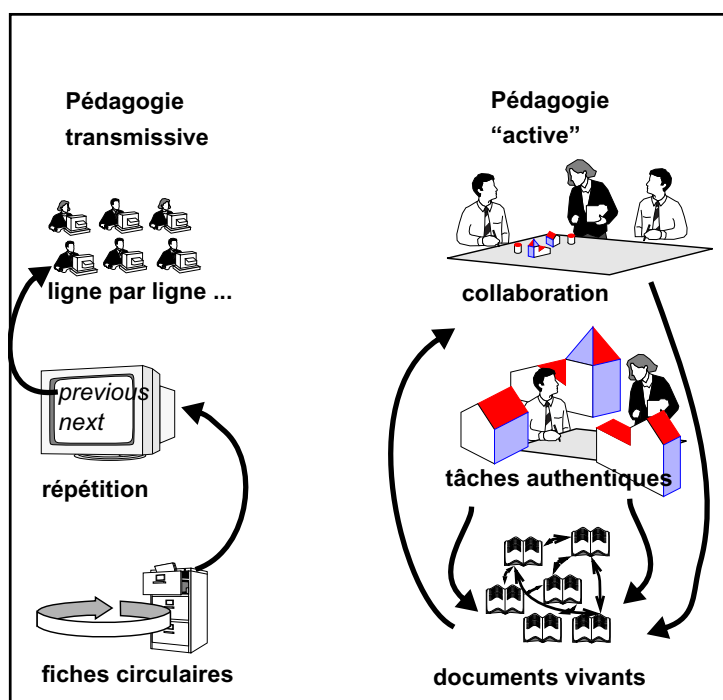 Pédagogie
transmissive
ligne par ligne ...
previous
next
répétition
fiches circulaires
Pédagogie
“active”
collaboration
tâches authentiques
documents vivants